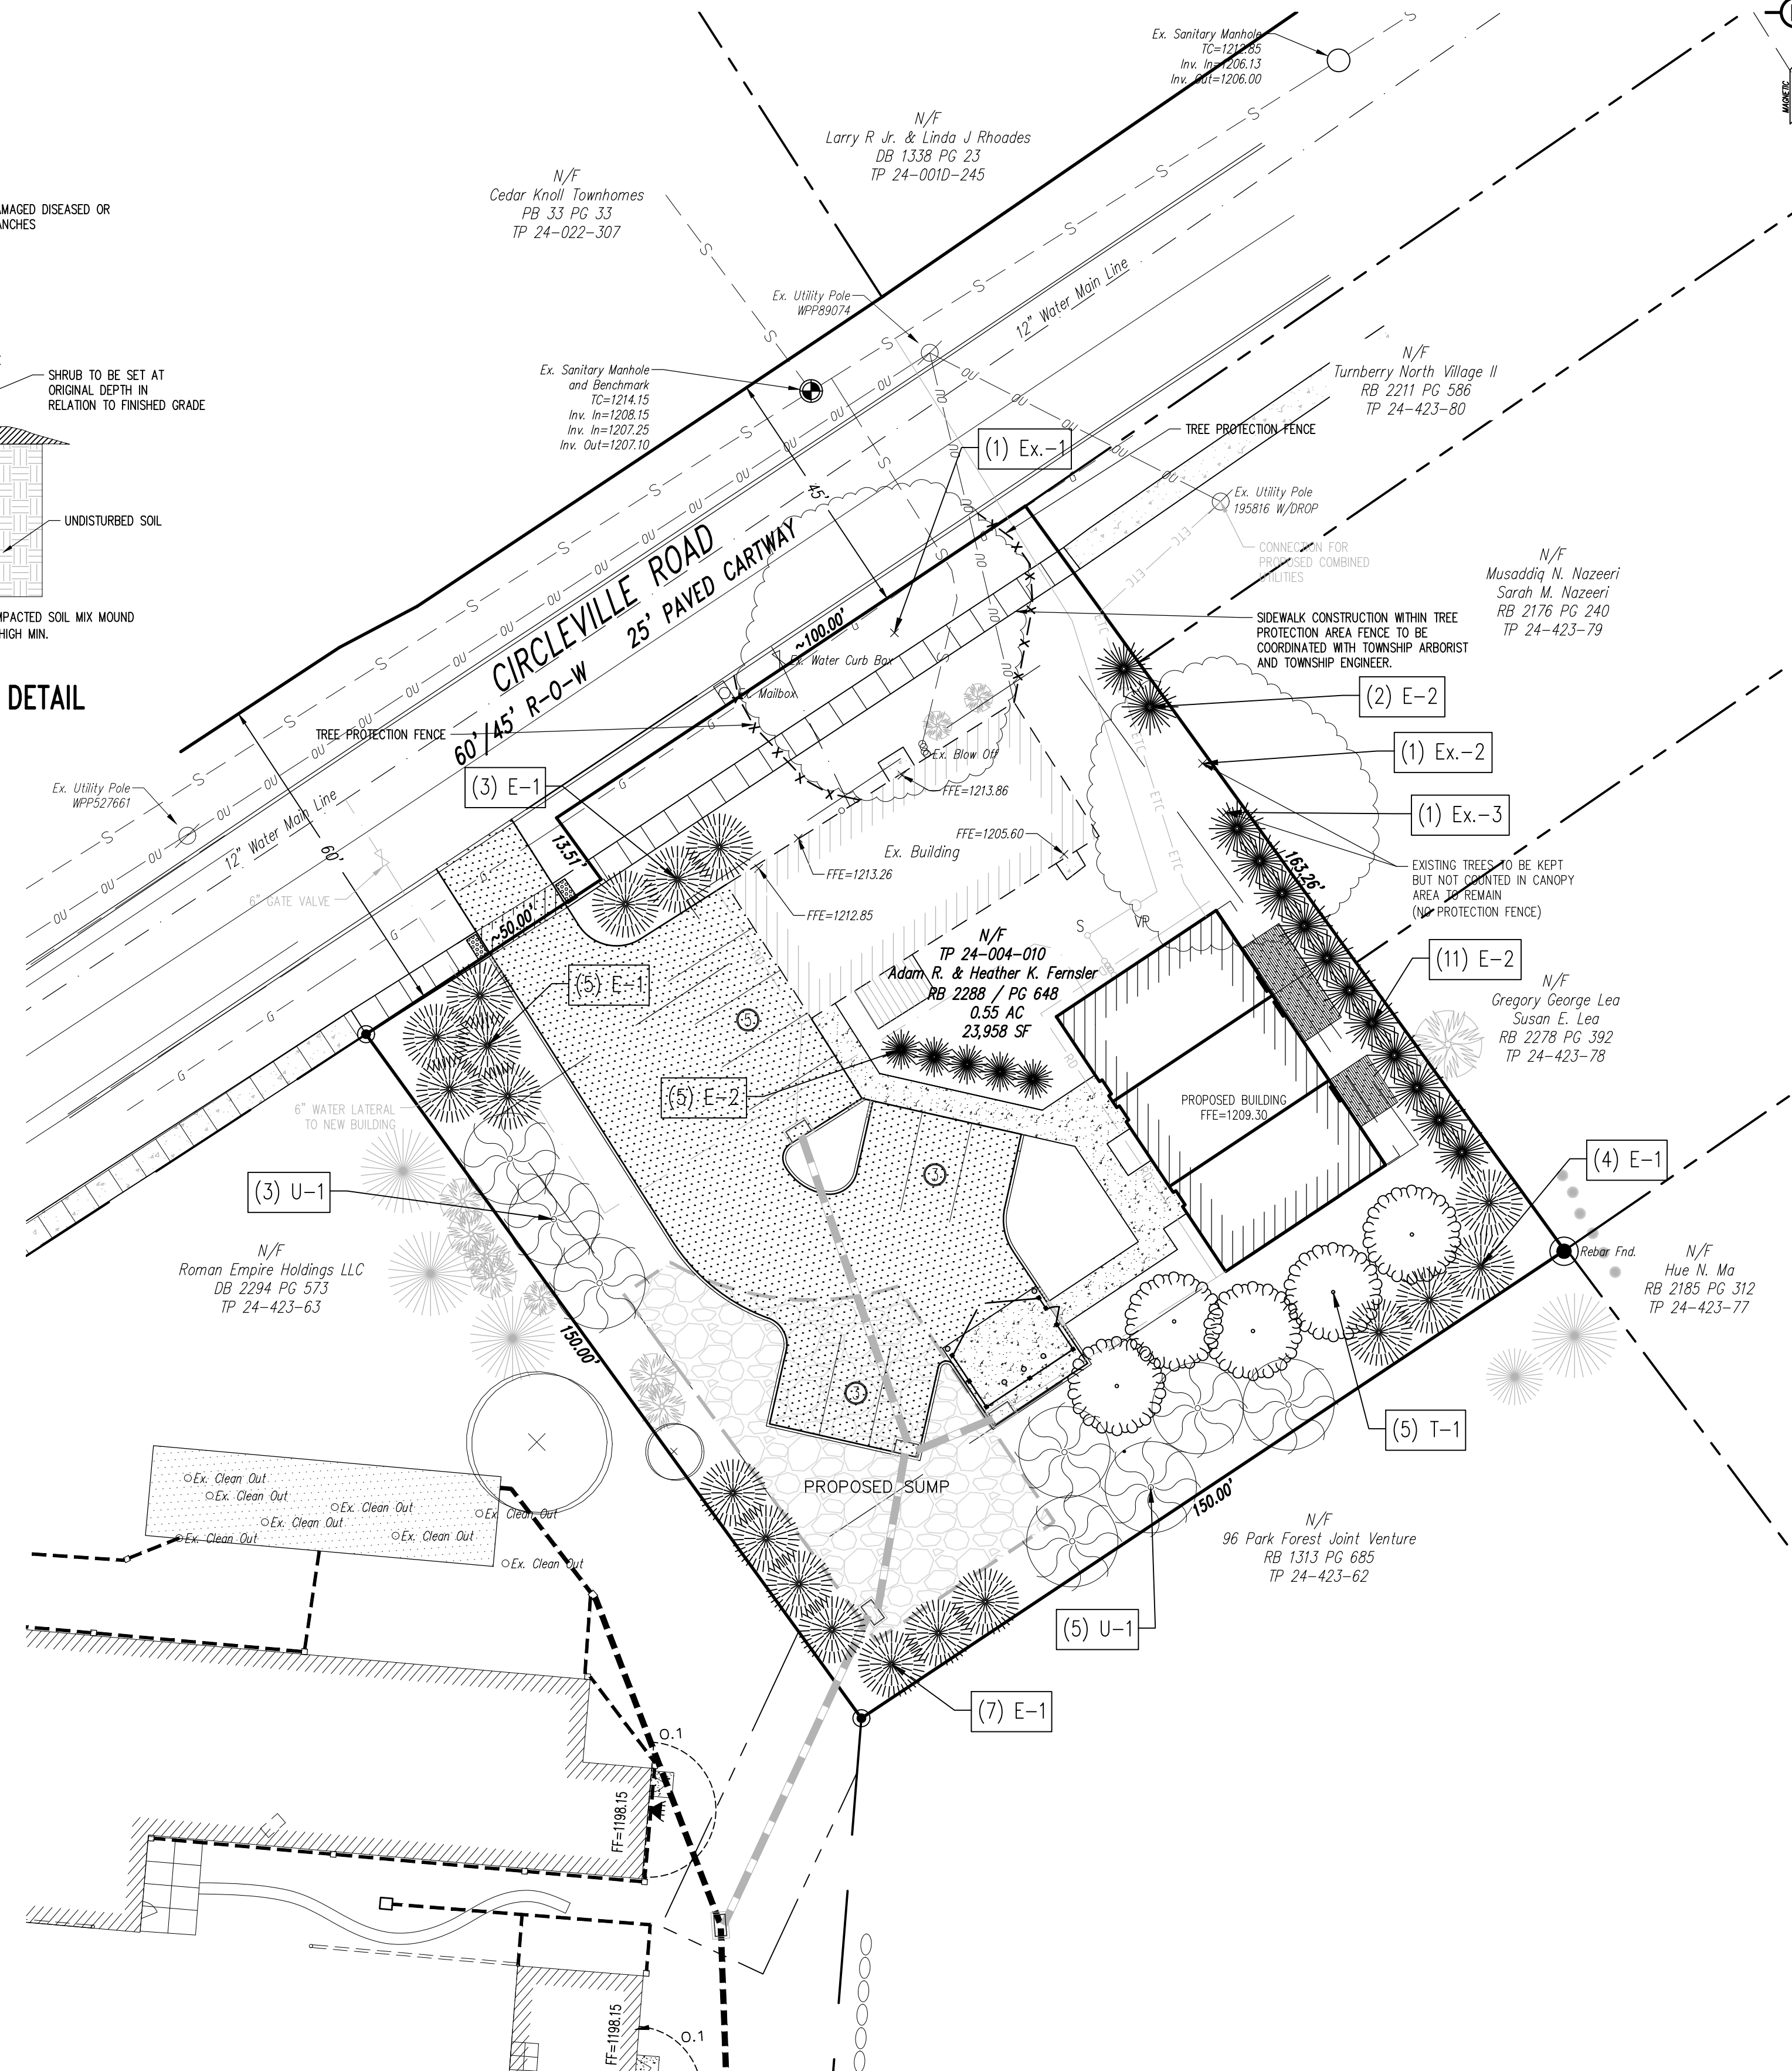 Ex. Sanitary Manhole
TC=1212.85
Inv. In=1206.13
Inv. Out=1206.00
MAGNETIC
N/F
Larry R Jr. & Linda J Rhoades
DB 1338 PG 23
TP 24-001D-245
N/F
Cedar Knoll Townhomes
PB 33 PG 33
TP 24-022-307
AMAGED DISEASED OR
ANCHES
SHRUB TO BE SET AT
ORIGINAL DEPTH IN
RELATION TO FINISHED GRADE
UNDISTURBED SOIL
MPACTED SOIL MIX MOUND
HIGH MIN.
DETAIL
Ex. Utility Pole
WPP89074
12" Water Main Line
Ex. Sanitary Manhole
and Benchmark
TC=1214.15
Inv. In=1208.15
Inv. In=1207.25
Inv. Out=1207.10
N/F
Turnberry North Village II
RB 2211 PG 586
TP 24-423-80
TREE PROTECTION FENCE
(1) Ex.-1
45'
Ex. Utility Pole
195816 W/DROP
CONNECTION FOR
PROPOSED COMBINED
UTILITIES
N/F
Musaddiq N. Nazeeri
Sarah M. Nazeeri
RB 2176 PG 240
TP 24-423-79
CIRCLEVILLE ROAD
60'/45' R-O-W 25' PAVED CARTWAY
~100.00'
SIDEWALK CONSTRUCTION WITHIN TREE
PROTECTION AREA FENCE TO BE
COORDINATED WITH TOWNSHIP ARBORIST
AND TOWNSHIP ENGINEER.
Ex. Water Curb Box
Ex. Mailbox
TREE PROTECTION FENCE
(2) E-2
(1) Ex.-2
(1) Ex.-3
(3) E-1
Ex. Blow Off
FFE=1213.86
Ex. Utility Pole
WPP527661
12" Water Main Line
60'
6" GATE VALVE
13.51'
~50.00'
FFE=1205.60
Ex. Building
FFE=1213.26
FFE=1212.85
163.26'
EXISTING TREES TO BE KEPT
BUT NOT COUNTED IN CANOPY
AREA TO REMAIN
(NO PROTECTION FENCE)
S
VP
N/F
TP 24-004-010
Adam R. & Heather K. Fernsler
RB 2288 / PG 648
0.55 AC
23,958 SF
(11) E-2
(5) E-1
N/F
Gregory George Lea
Susan E. Lea
RB 2278 PG 392
TP 24-423-78
5
(5) E-2
PROPOSED BUILDING
FFE=1209.30
RD
6" WATER LATERAL
TO NEW BUILDING
(4) E-1
(3) U-1
3
N/F
Roman Empire Holdings LLC
DB 2294 PG 573
TP 24-423-63
Rebar Fnd.
N/F
Hue N. Ma
RB 2185 PG 312
TP 24-423-77
150.00'
3
(5) T-1
PROPOSED SUMP
150.00'
Ex. Clean Out
Ex. Clean Out
Ex. Clean Out
Ex. Clean Out
Ex. Clean Out
Ex. Clean Out
Ex. Clean Out
Ex. Clean Out
N/F
96 Park Forest Joint Venture
RB 1313 PG 685
TP 24-423-62
(5) U-1
(7) E-1
0.1
FF=1198.15
0.1
FF=1198.15